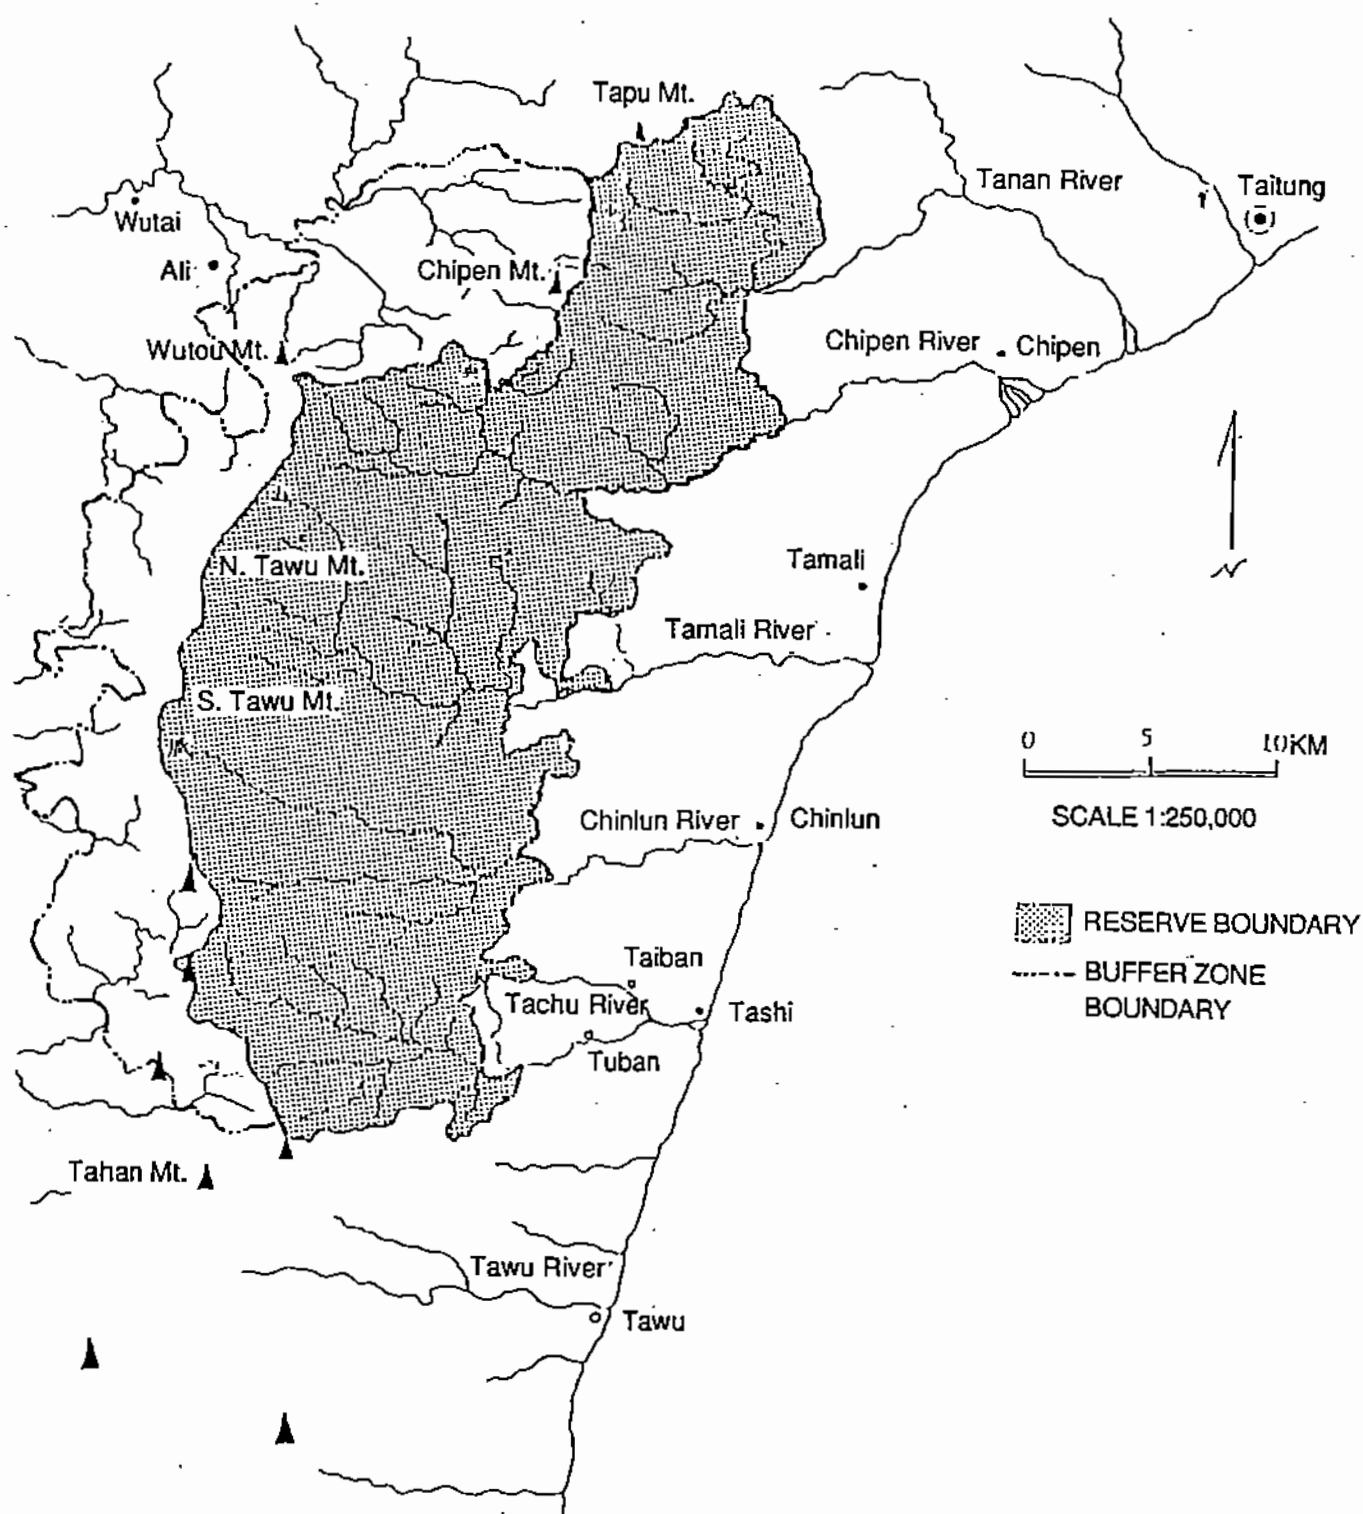 Tapu Mt.
Tanan River
Taitung
Wutai
Ali
Chipen Mt.
Wutou Mt.
Chipen River
Chipen
N. Tawu Mt.
Tamali
Tamali River
S. Tawu Mt.
0 5 10KM
SCALE 1:250,000
Chinlun River
Chinlun
RESERVE BOUNDARY
BUFFER ZONE
BOUNDARY
Taiban
Tachu River
Tashi
Tuban
Tahan Mt.
Tawu River
Tawu
N